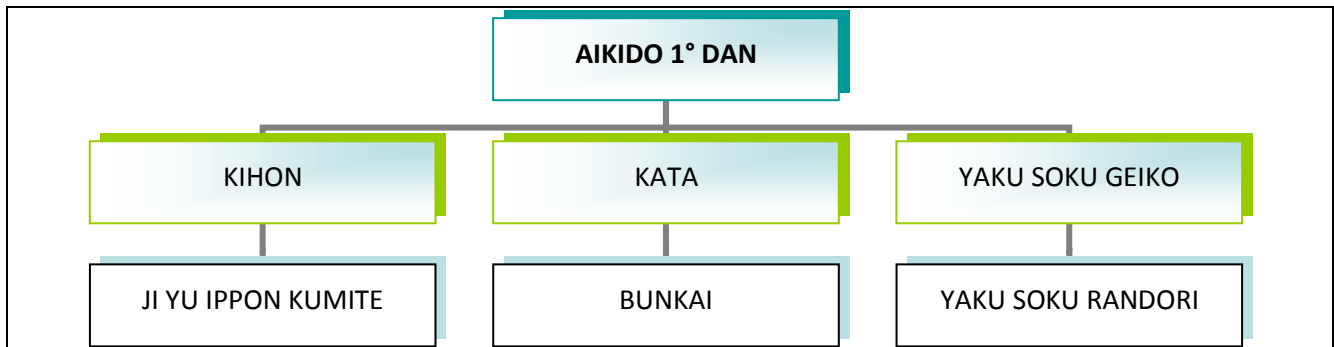 AIKIDO 1° DAN
KIHON
KATA
YAKU SOKU GEIKO
JI YU IPPON KUMITE
BUNKAI
YAKU SOKU RANDORI